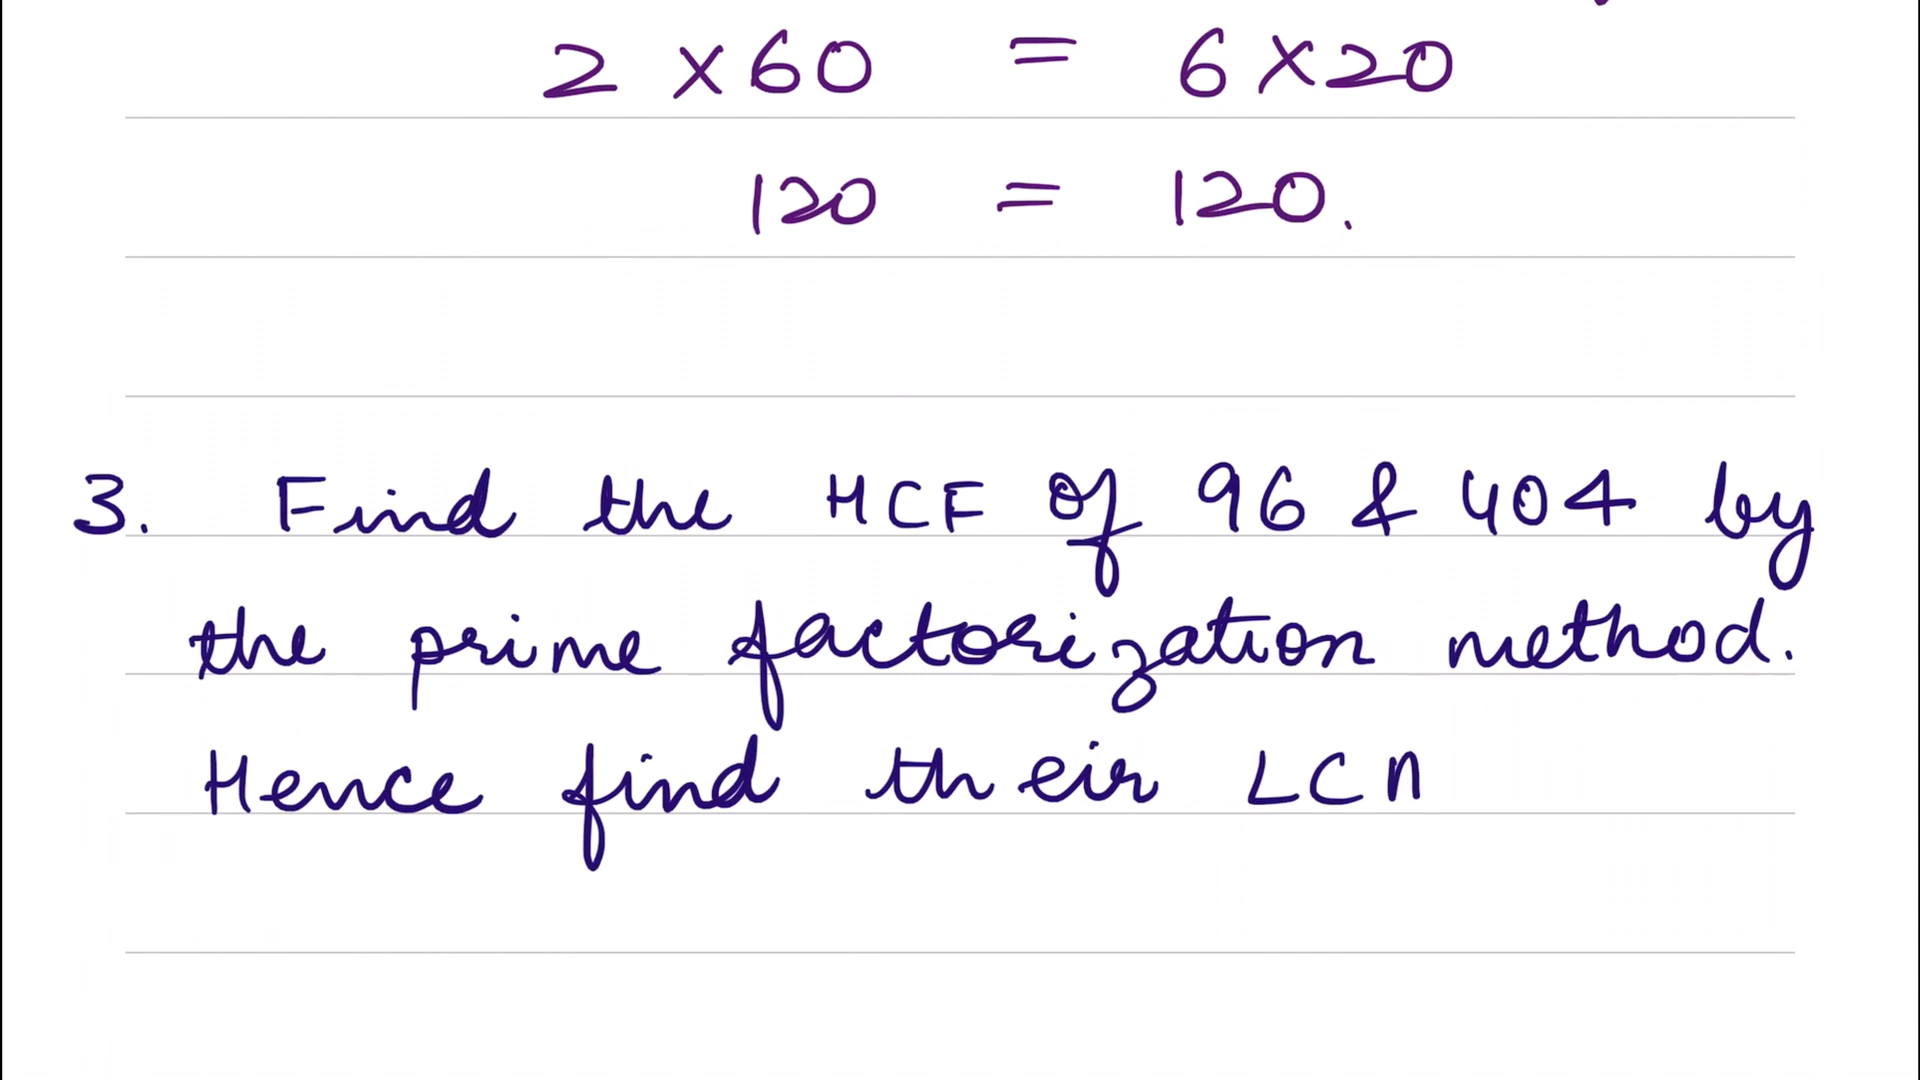 2 × 60 = 6 × 20
120 = 120.
3. Find the HCF of 96 & 404 by
the prime factorization method.
Hence find their LCM